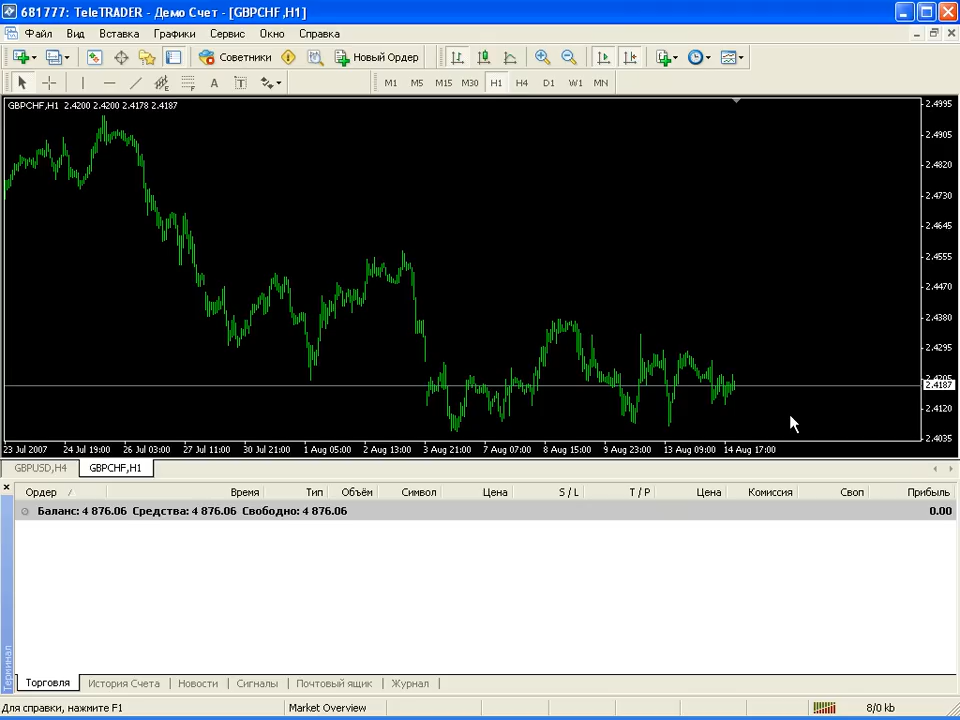 681777: TeleTRADER - Демо Счет - [GBPCHF,H1]
Файл Вид Вставка Графики Сервис Окно Справка
Советники Новый Ордер
A T M1 M5 M15 M30 H1 H4 D1 W1 MN
GBPCHF,H1 2.4200 2.4200 2.4178 2.4187
2.4995
2.4905
2.4820
2.4730
2.4645
2.4555
2.4470
2.4380
2.4295
2.4205
2.4187
2.4120
2.4035
23 Jul 2007 24 Jul 19:00 26 Jul 03:00 27 Jul 11:00 30 Jul 21:00 1 Aug 05:00 2 Aug 13:00 3 Aug 21:00 7 Aug 07:00 8 Aug 15:00 9 Aug 23:00 13 Aug 09:00 14 Aug 17:00
GBPUSD,H4 GBPCHF,H1
Ордер / Время Тип Объём Символ Цена S / L T / P Цена Комиссия Своп Прибыль
Баланс: 4 876.06 Средства: 4 876.06 Свободно: 4 876.06 0.00
Терминал
Торговля История Счета Новости Сигналы Почтовый ящик Журнал
Для справки, нажмите F1 Market Overview 8/0 kb